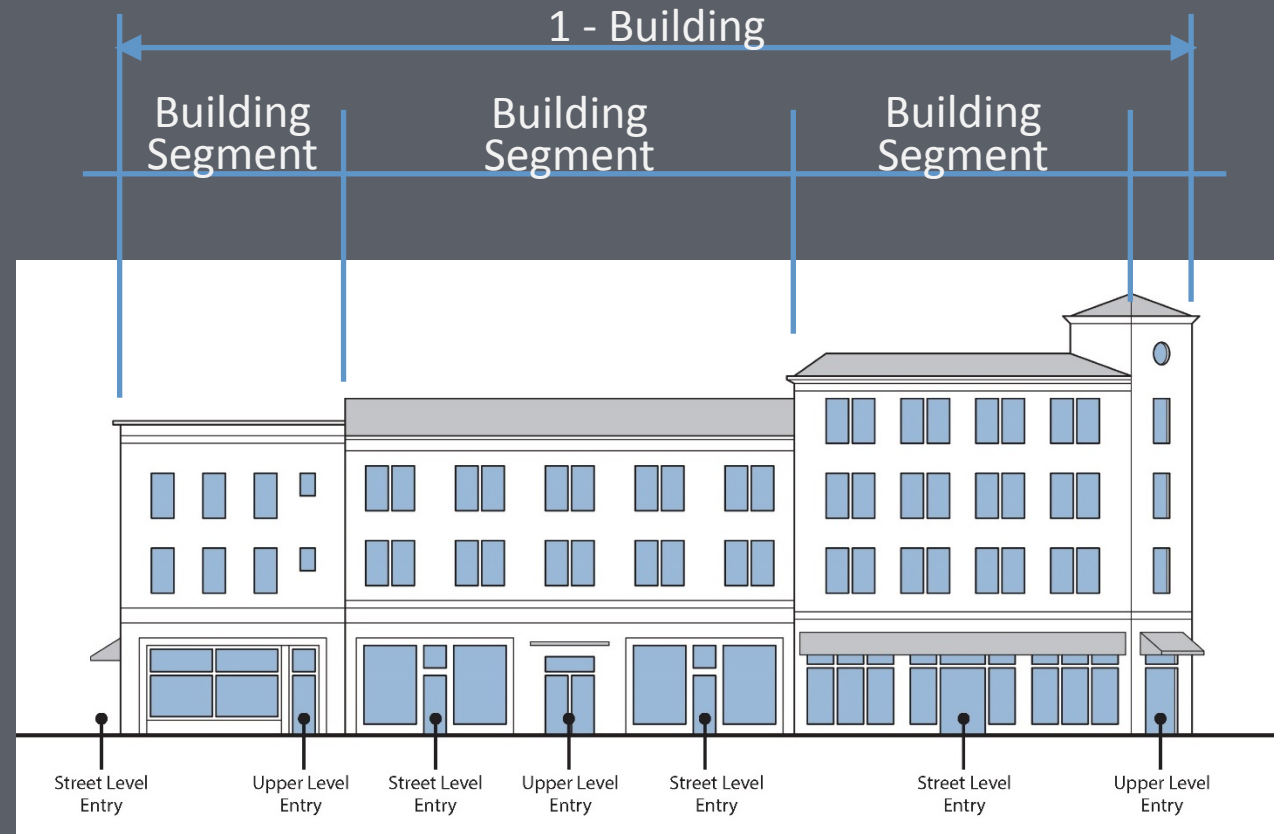 1 - Building
Building
Segment
Building
Segment
Building
Segment
Street Level
Entry
Upper Level
Entry
Street Level
Entry
Upper Level
Entry
Street Level
Entry
Street Level
Entry
Upper Level
Entry